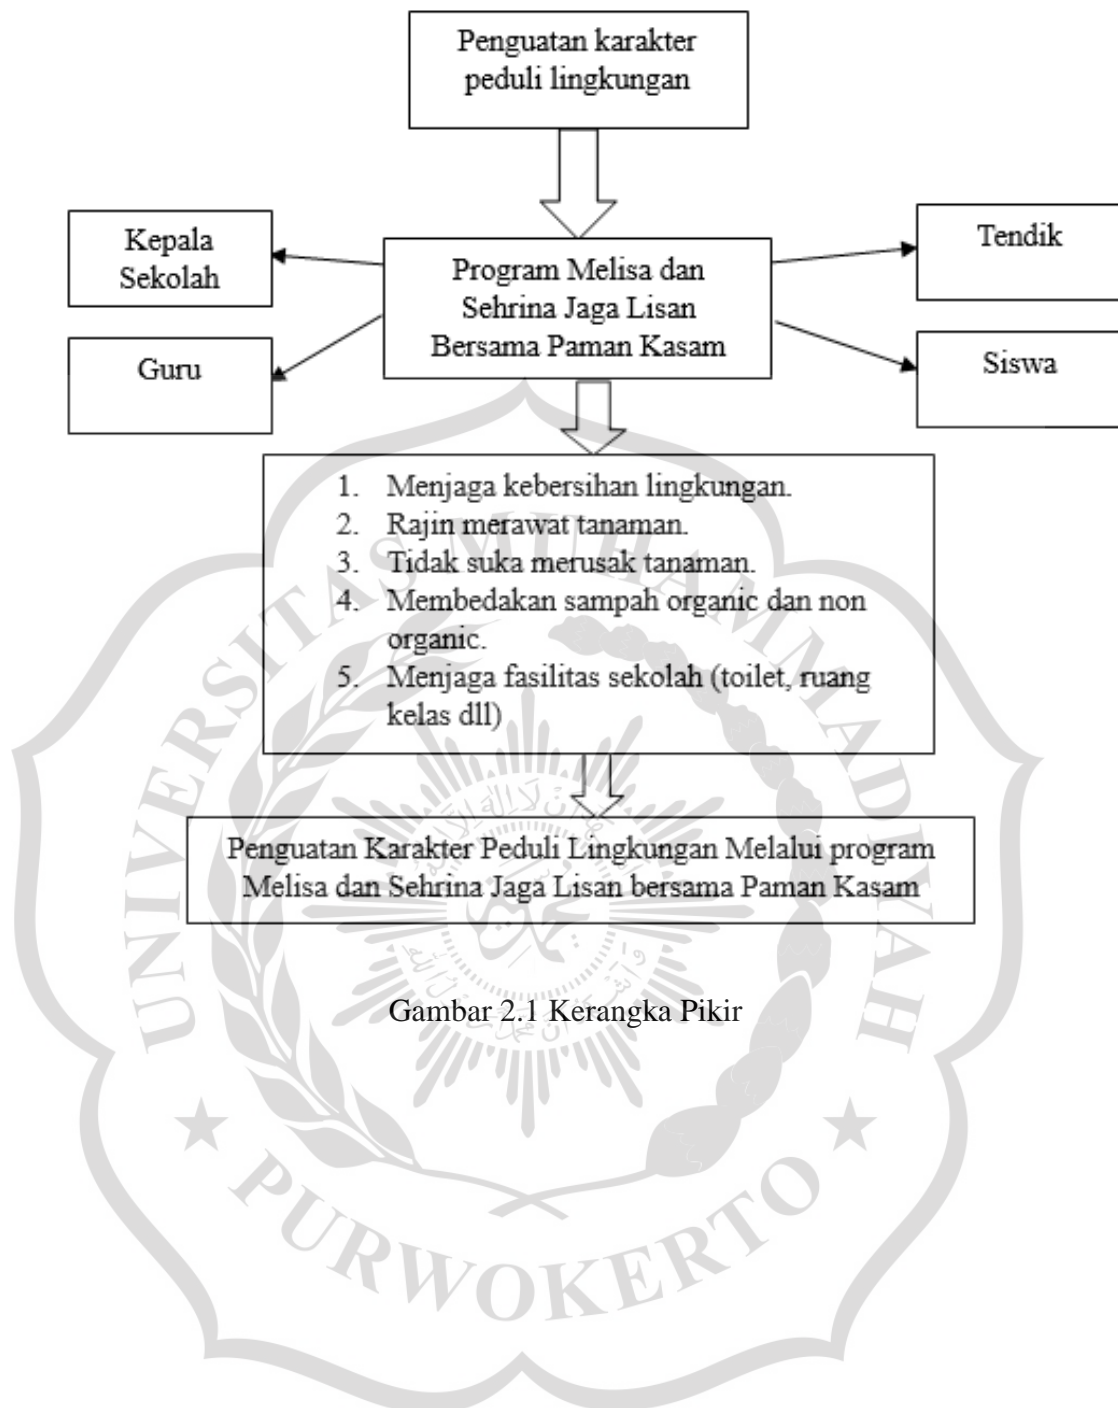 Penguatan karakter
peduli lingkungan
Kepala
Sekolah
Program Melisa dan
Sehrina Jaga Lisan
Bersama Paman Kasam
Tendik
Guru
Siswa
1. Menjaga kebersihan lingkungan.
2. Rajin merawat tanaman.
3. Tidak suka merusak tanaman.
4. Membedakan sampah organic dan non
organic.
5. Menjaga fasilitas sekolah (toilet, ruang
kelas dll)
Penguatan Karakter Peduli Lingkungan Melalui program
Melisa dan Sehrina Jaga Lisan bersama Paman Kasam
Gambar 2.1 Kerangka Pikir
UNIVERSITAS MUHAMMADIYAH
PURWOKERTO